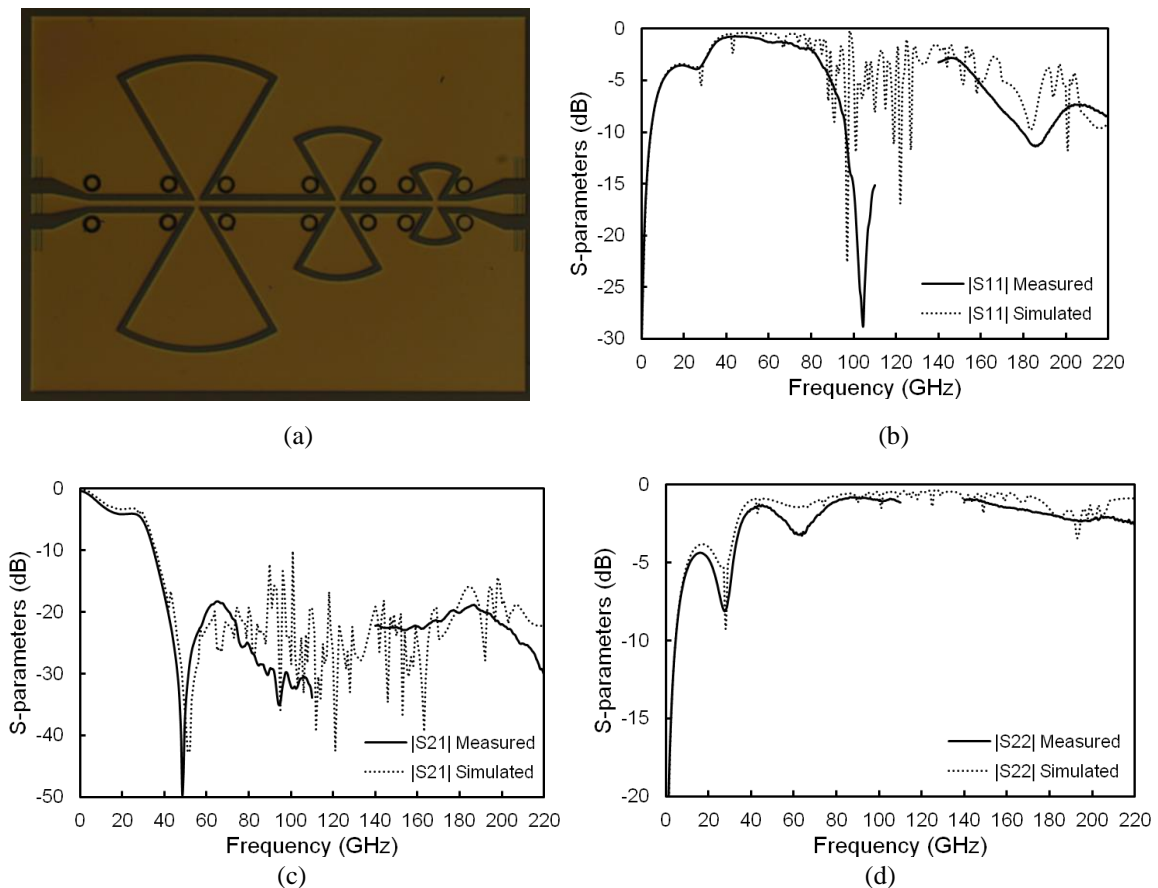 (a)
0
-5
-10
-15
-20
-25
-30
S-parameters (dB)
|S11| Measured
|S11| Simulated
0 20 40 60 80 100 120 140 160 180 200 220
Frequency (GHz)
(b)
0
-10
-20
-30
-40
-50
S-parameters (dB)
|S21| Measured
|S21| Simulated
0 20 40 60 80 100 120 140 160 180 200 220
Frequency (GHz)
(c)
0
-5
-10
-15
-20
S-parameters (dB)
|S22| Measured
|S22| Simulated
0 20 40 60 80 100 120 140 160 180 200 220
Frequency (GHz)
(d)